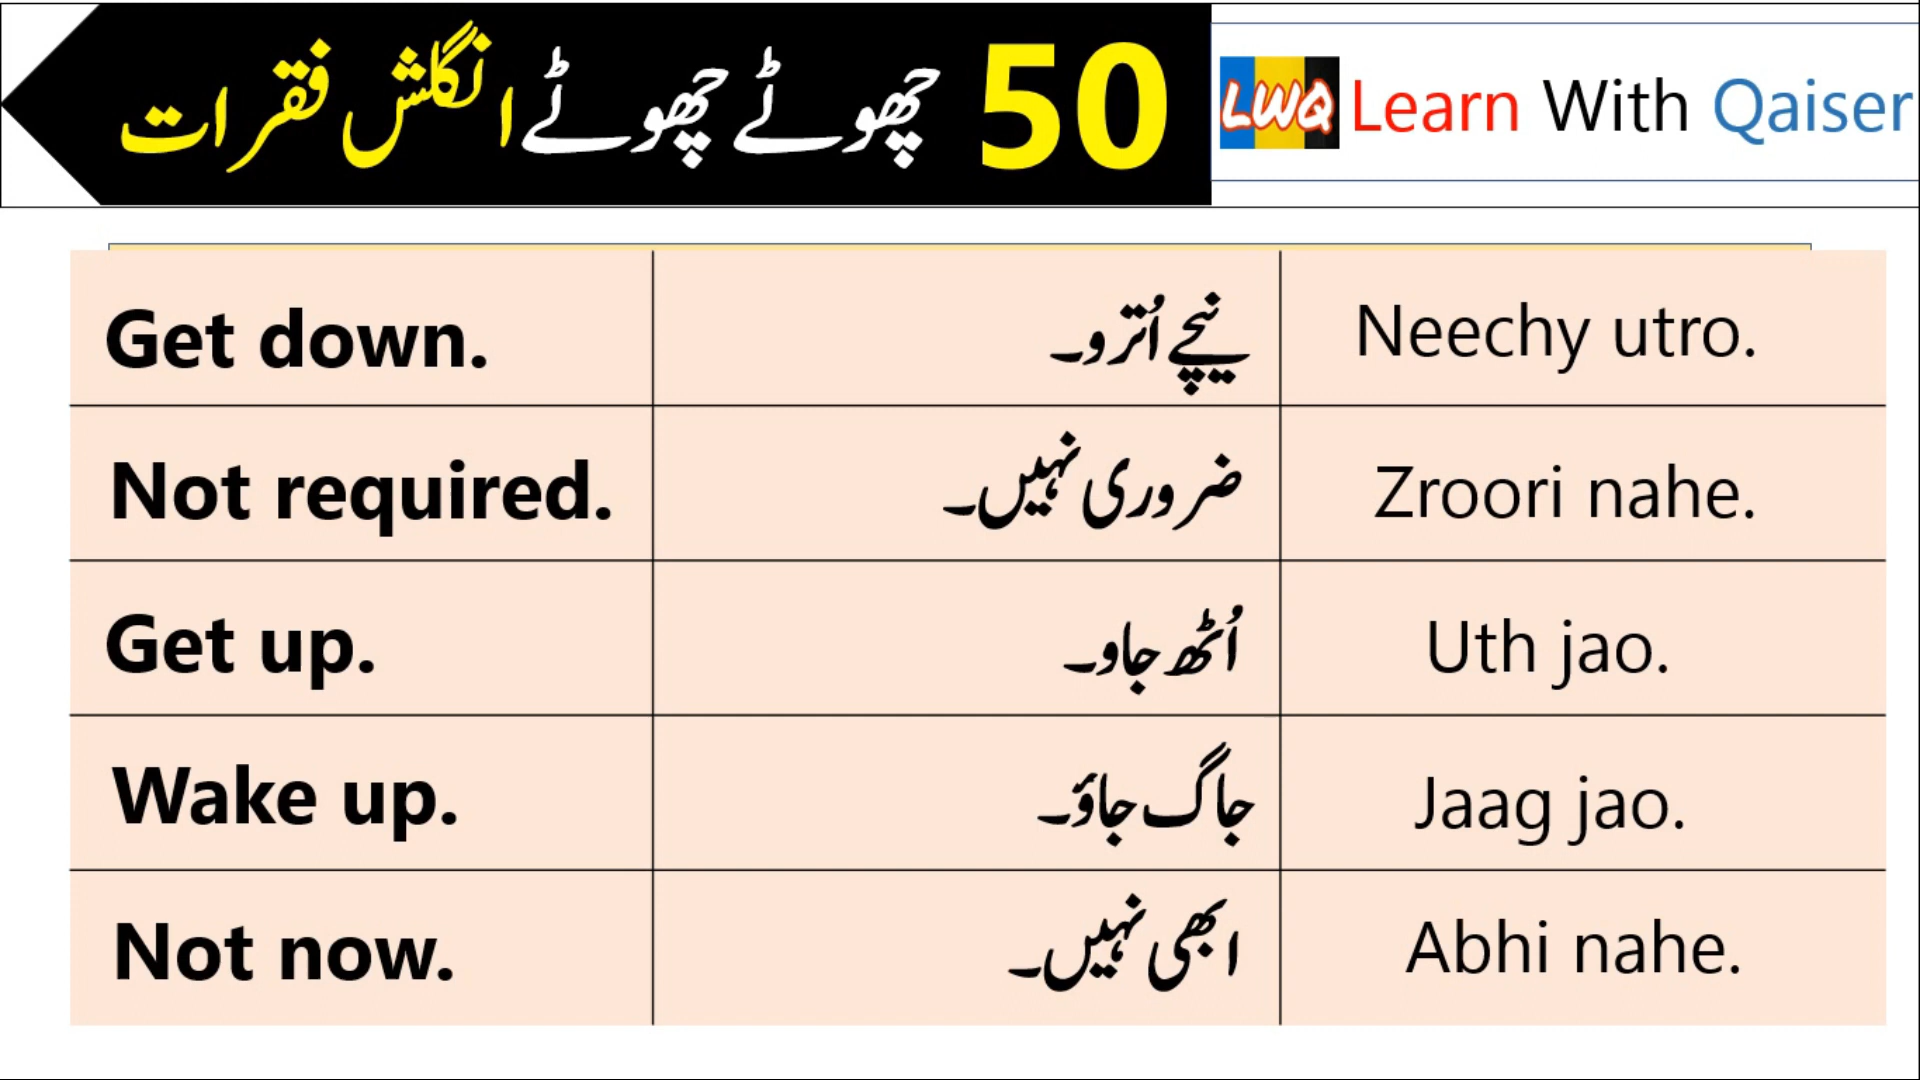 50 چھوٹے چھوٹے انگلش فقرات
LWQ Learn With Qaiser
Get down. نیچے اُترو۔ Neechy utro.
Not required. ضروری نہیں۔ Zroori nahe.
Get up. اُٹھ جاو۔ Uth jao.
Wake up. جاگ جاؤ۔ Jaag jao.
Not now. ابھی نہیں۔ Abhi nahe.